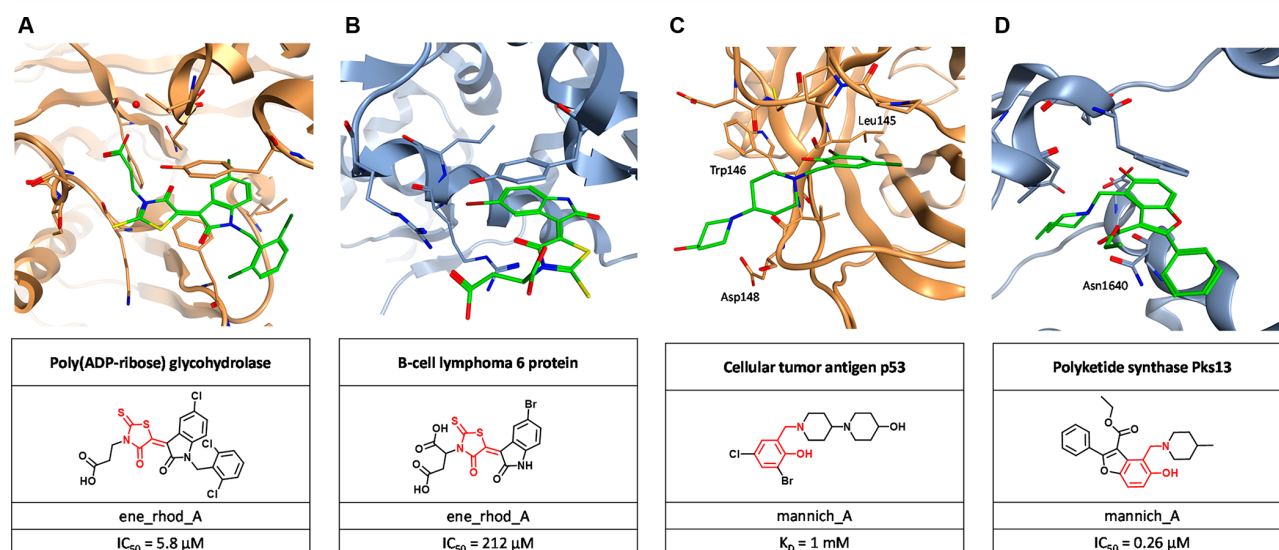 A B C D
Leu145
Trp146
Asp148
Asn1640
Poly(ADP-ribose) glycohydrolase
B-cell lymphoma 6 protein
Cellular tumor antigen p53
Polyketide synthase Pks13
Cl
S
S
N
O
O
N
Cl
Cl
O
HO
Br
S
S
OH
O
N
O
O
NH
O
HO
N
N
OH
OH
Cl
Br
O
O
N
O
OH
ene_rhod_A
ene_rhod_A
mannich_A
mannich_A
IC50 = 5.8 μM
IC50 = 212 μM
KD = 1 mM
IC50 = 0.26 μM